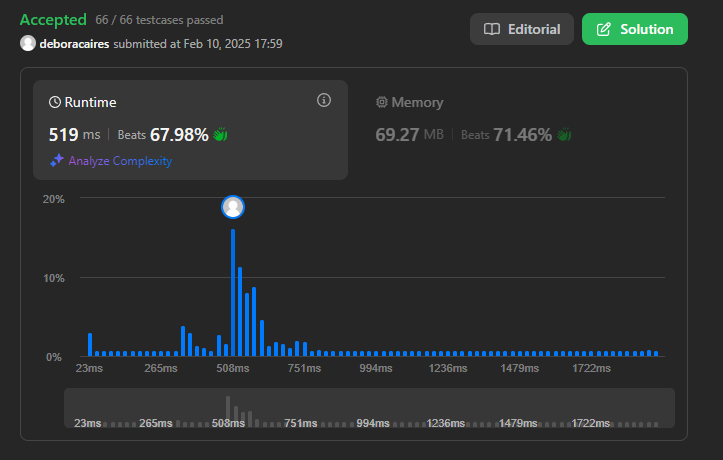 Accepted 66 / 66 testcases passed
deboracaires submitted at Feb 10, 2025 17:59
Editorial
Solution
Runtime
519 ms | Beats 67.98%
Analyze Complexity
Memory
69.27 MB | Beats 71.46%
20%
10%
0%
23ms 265ms 508ms 751ms 994ms 1236ms 1479ms 1722ms
23ms 265ms 508ms 751ms 994ms 1236ms 1479ms 1722ms